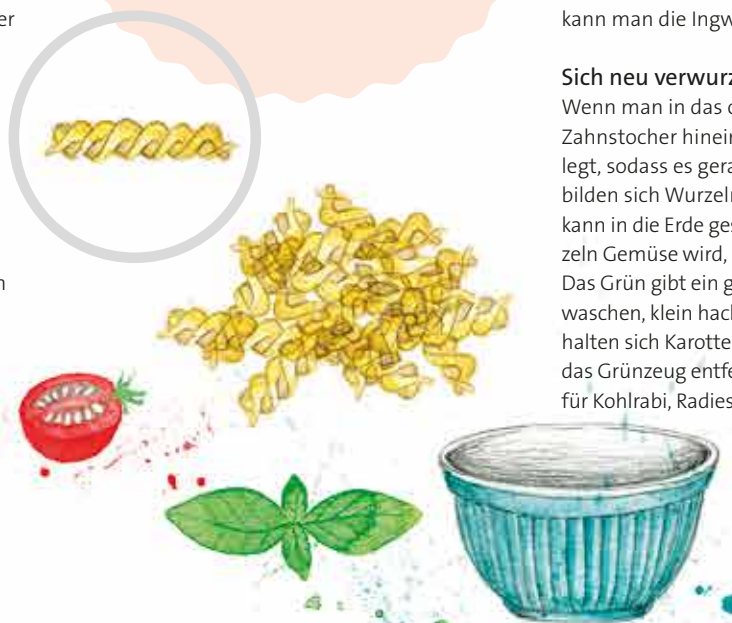 er
n
kann man die Ingw
Sich neu verwurz
Wenn man in das o
Zahnstocher hinein
legt, sodass es gera
bilden sich Wurzeln
kann in die Erde ges
zeln Gemüse wird,
Das Grün gibt ein g
waschen, klein hack
halten sich Karotte
das Grünzeug entfe
für Kohlrabi, Radies